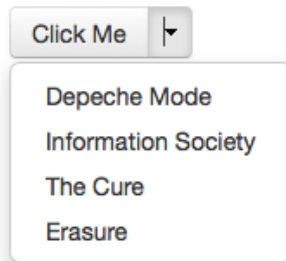 Click Me
Depeche Mode
Information Society
The Cure
Erasure